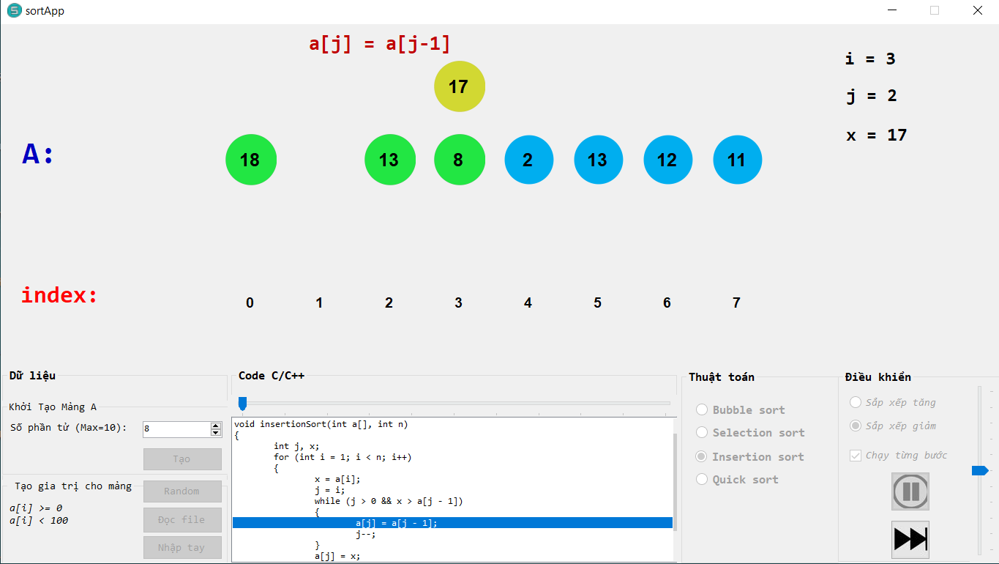 sortApp
a[j] = a[j-1]
i = 3
17
j = 2
x = 17
A:
18 13 8 2 13 12 11
index:
0 1 2 3 4 5 6 7
Dữ liệu
Khởi Tạo Mảng A
Số phần tử (Max=10):
8
Tạo
Tạo gia trị cho mảng
a[i] >= 0
a[i] < 100
Random
Đọc file
Nhập tay
Code C/C++
void insertionSort(int a[], int n)
{
int j, x;
for (int i = 1; i < n; i++)
{
x = a[i];
j = i;
while (j > 0 && x > a[j - 1])
{
a[j] = a[j - 1];
j--;
}
a[j] = x;
Thuật toán
Bubble sort
Selection sort
Insertion sort
Quick sort
Điều khiển
Sắp xếp tăng
Sắp xếp giảm
Chạy từng bước